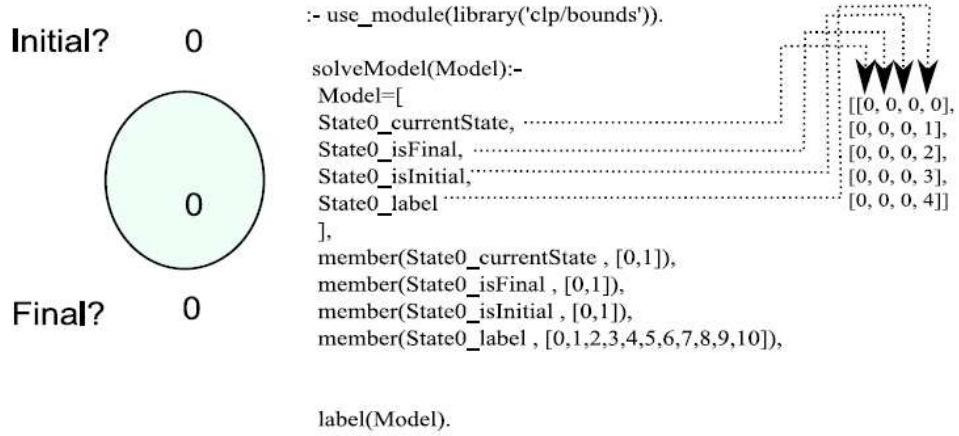 Initial? 0
0
Final? 0
:- use_module(library('clp/bounds')).
solveModel(Model):-
Model=[
State0_currentState,
State0_isFinal,
State0_isInitial,
State0_label
],
member(State0_currentState , [0,1]),
member(State0_isFinal , [0,1]),
member(State0_isInitial , [0,1]),
member(State0_label , [0,1,2,3,4,5,6,7,8,9,10]),
label(Model).
[[0, 0, 0, 0],
[0, 0, 0, 1],
[0, 0, 0, 2],
[0, 0, 0, 3],
[0, 0, 0, 4]]